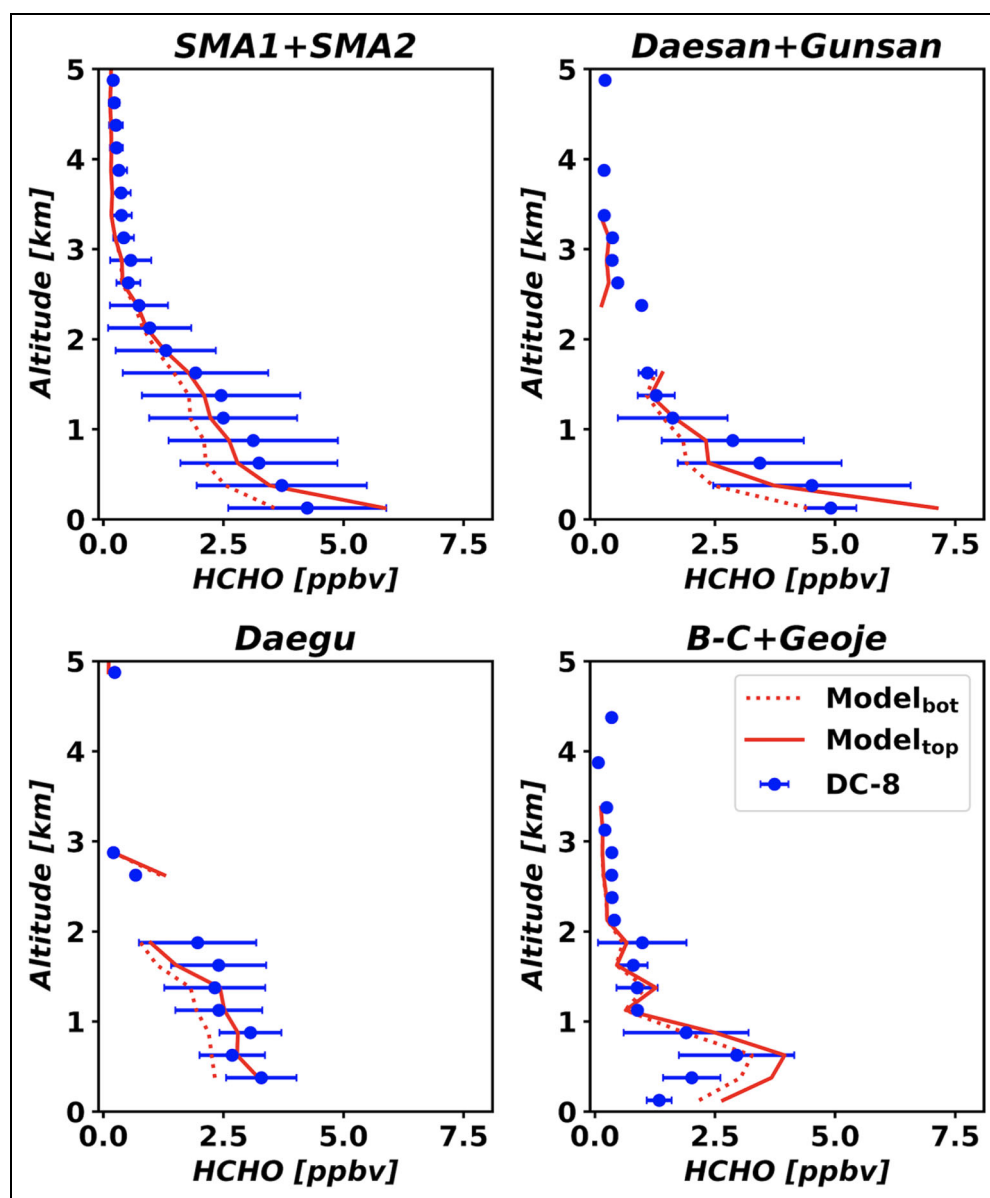 SMA1+SMA2
5
4
3
2
1
0
Altitude [km]
0.0 2.5 5.0 7.5
HCHO [ppbv]
Daesan+Gunsan
5
4
3
2
1
0
Altitude [km]
0.0 2.5 5.0 7.5
HCHO [ppbv]
Daegu
5
4
3
2
1
0
Altitude [km]
0.0 2.5 5.0 7.5
HCHO [ppbv]
B-C+Geoje
5
4
3
2
1
0
Altitude [km]
Model_bot
Model_top
DC-8
0.0 2.5 5.0 7.5
HCHO [ppbv]